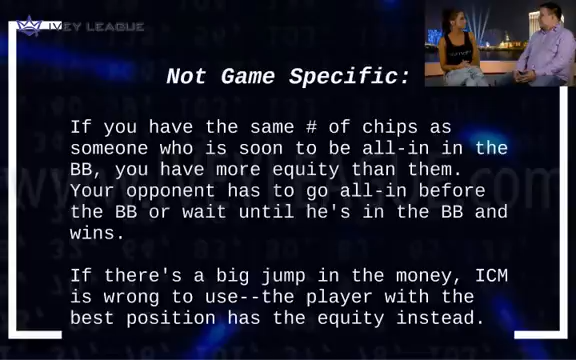 IVEY LEAGUE
Not Game Specific:
If you have the same # of chips as
someone who is soon to be all-in in the
BB, you have more equity than them.
Your opponent has to go all-in before
the BB or wait until he's in the BB and
wins.
If there's a big jump in the money, ICM
is wrong to use--the player with the
best position has the equity instead.